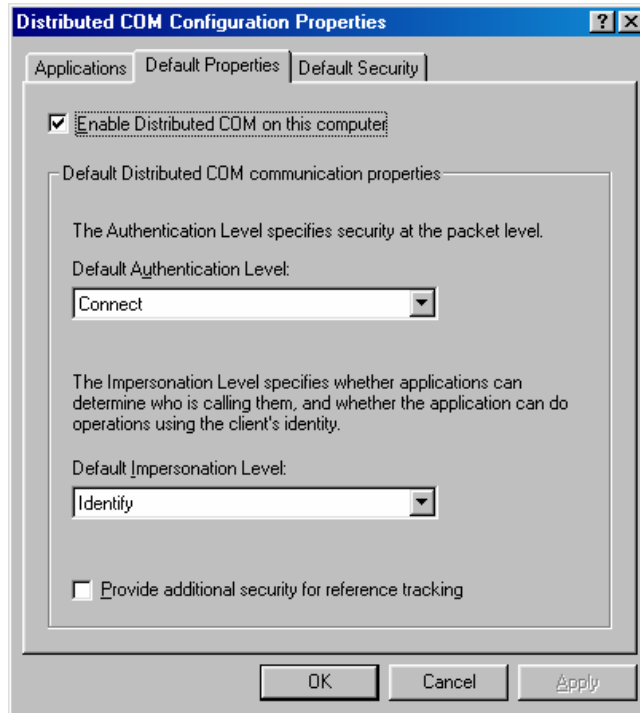 Distributed COM Configuration Properties
Applications
Default Properties
Default Security
Enable Distributed COM on this computer
Default Distributed COM communication properties
The Authentication Level specifies security at the packet level.
Default Authentication Level:
Connect
The Impersonation Level specifies whether applications can
determine who is calling them, and whether the application can do
operations using the client's identity.
Default Impersonation Level:
Identify
Provide additional security for reference tracking
OK
Cancel
Apply